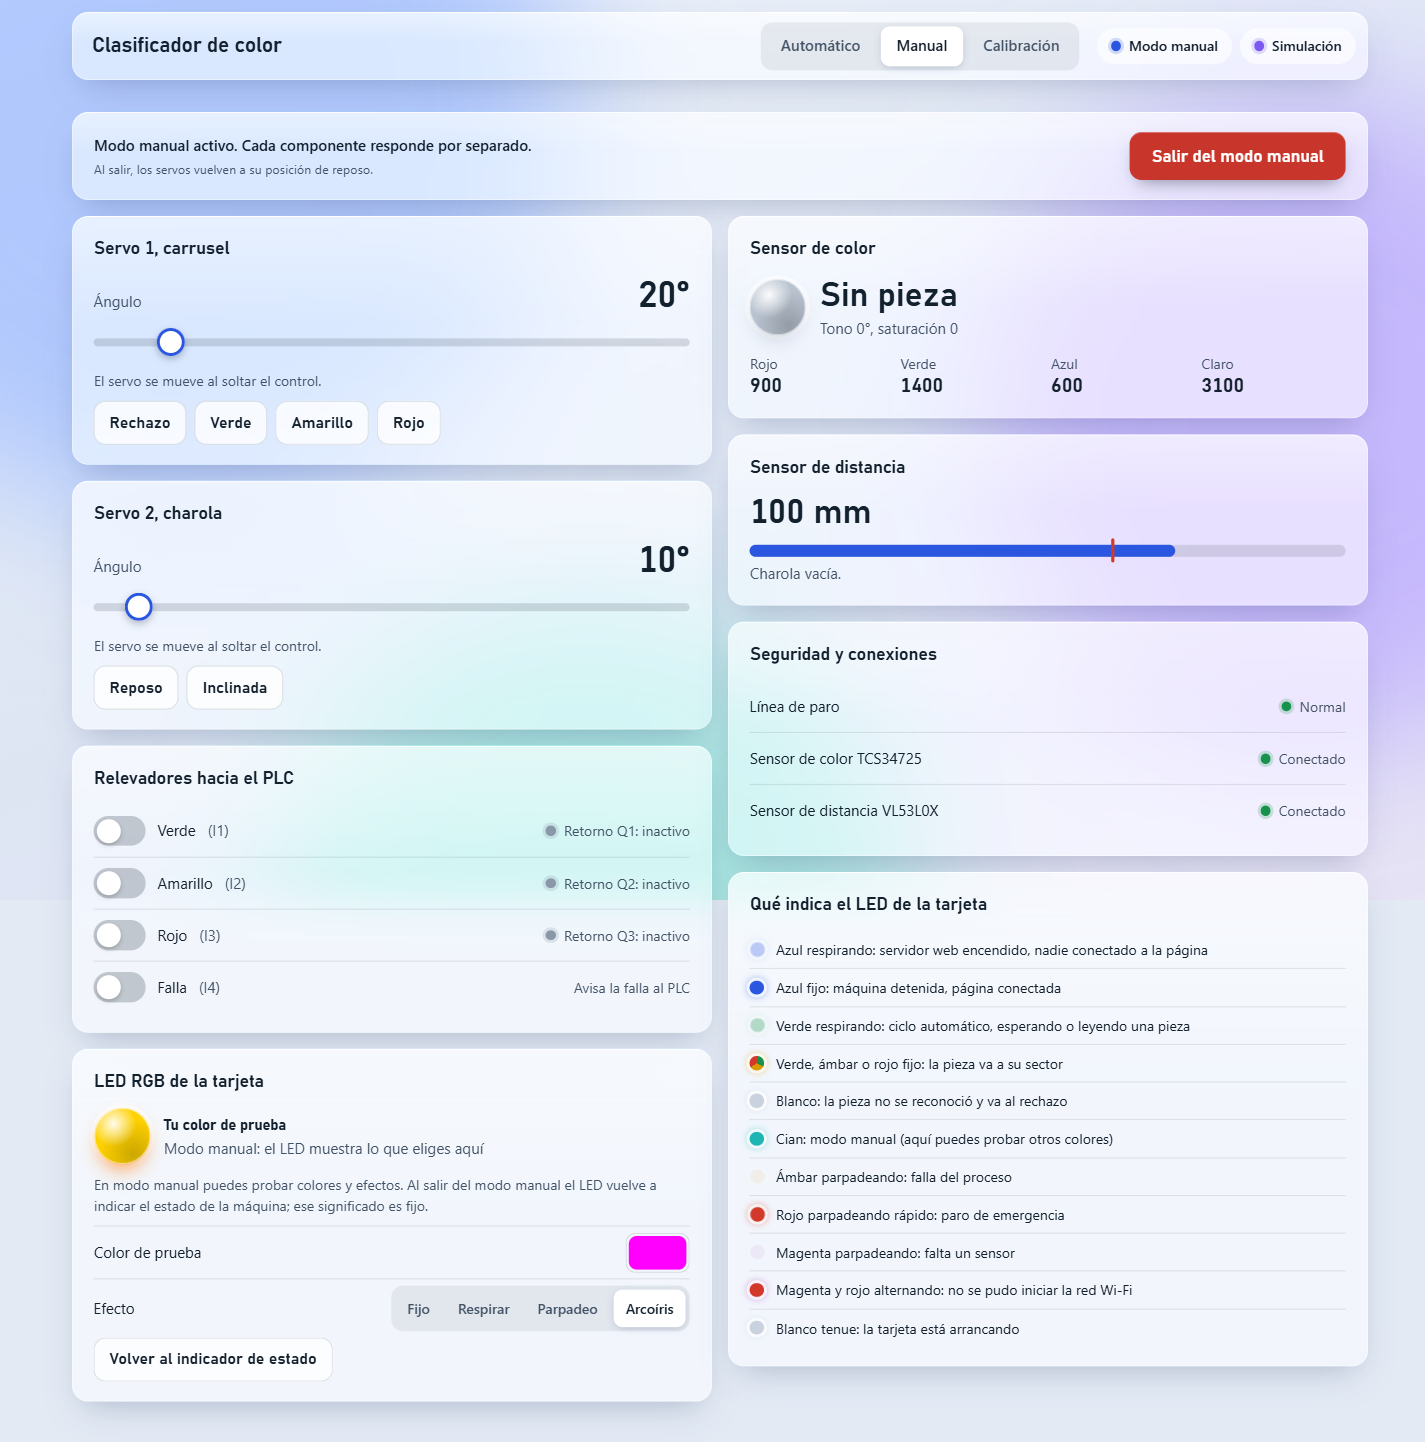 Clasificador de color
Automático
Manual
Calibración
Modo manual
Simulación
Modo manual activo. Cada componente responde por separado.
Al salir, los servos vuelven a su posición de reposo.
Salir del modo manual
Servo 1, carrusel
Ángulo
20°
El servo se mueve al soltar el control.
Rechazo
Verde
Amarillo
Rojo
Servo 2, charola
Ángulo
10°
El servo se mueve al soltar el control.
Reposo
Inclinada
Relevadores hacia el PLC
Verde (I1)
Retorno Q1: inactivo
Amarillo (I2)
Retorno Q2: inactivo
Rojo (I3)
Retorno Q3: inactivo
Falla (I4)
Avisa la falla al PLC
LED RGB de la tarjeta
Tu color de prueba
Modo manual: el LED muestra lo que eliges aquí
En modo manual puedes probar colores y efectos. Al salir del modo manual el LED vuelve a
indicar el estado de la máquina; ese significado es fijo.
Color de prueba
Efecto
Fijo
Respirar
Parpadeo
Arcoíris
Volver al indicador de estado
Sensor de color
Sin pieza
Tono 0°, saturación 0
Rojo
Verde
Azul
Claro
900
1400
600
3100
Sensor de distancia
100 mm
Charola vacía.
Seguridad y conexiones
Línea de paro
Normal
Sensor de color TCS34725
Conectado
Sensor de distancia VL53L0X
Conectado
Qué indica el LED de la tarjeta
Azul respirando: servidor web encendido, nadie conectado a la página
Azul fijo: máquina detenida, página conectada
Verde respirando: ciclo automático, esperando o leyendo una pieza
Verde, ámbar o rojo fijo: la pieza va a su sector
Blanco: la pieza no se reconoció y va al rechazo
Cian: modo manual (aquí puedes probar otros colores)
Ámbar parpadeando: falla del proceso
Rojo parpadeando rápido: paro de emergencia
Magenta parpadeando: falta un sensor
Magenta y rojo alternando: no se pudo iniciar la red Wi-Fi
Blanco tenue: la tarjeta está arrancando